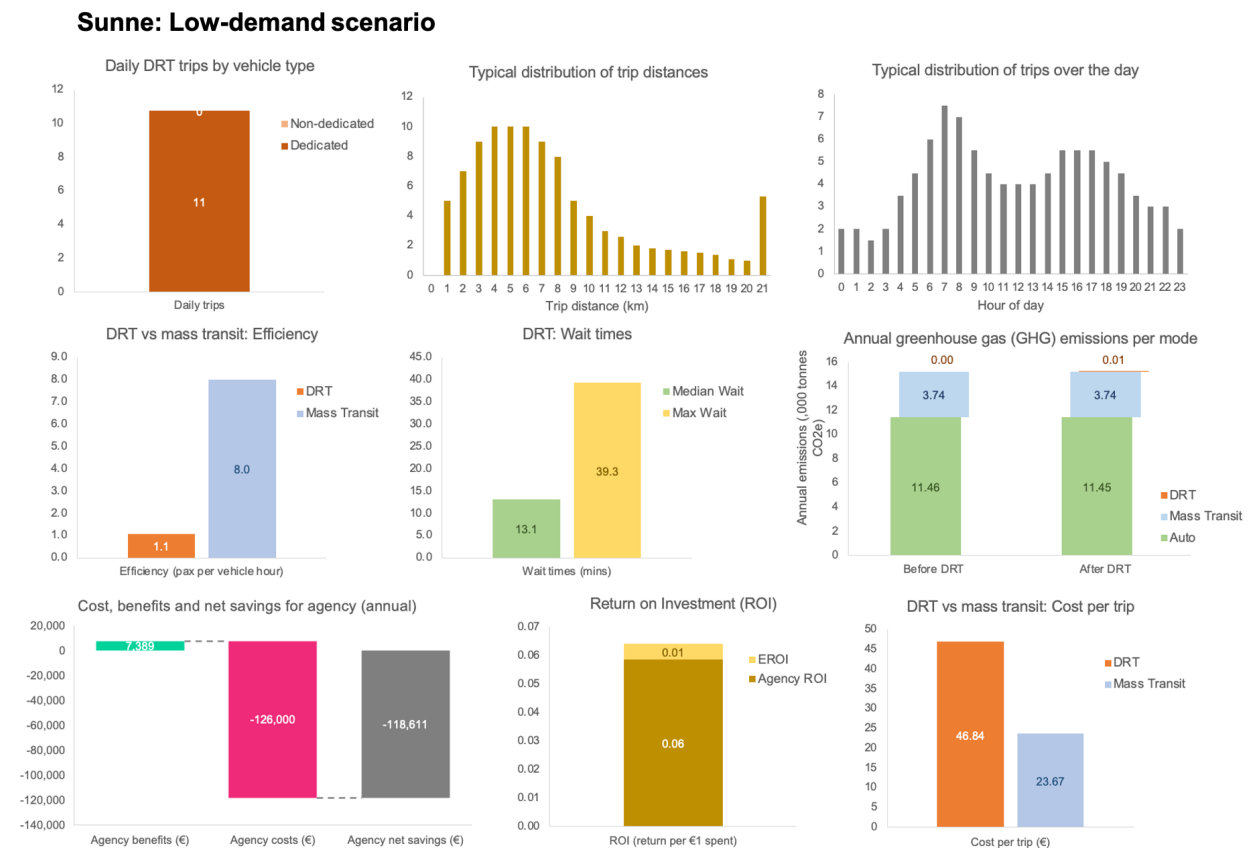 Sunne: Low-demand scenario
Daily DRT trips by vehicle type
12
10
8
6
4
2
0
0
11
Non-dedicated
Dedicated
Daily trips
Typical distribution of trip distances
12
10
8
6
4
2
0
0 1 2 3 4 5 6 7 8 9 10 11 12 13 14 15 16 17 18 19 20 21
Trip distance (km)
Typical distribution of trips over the day
8
7
6
5
4
3
2
1
0
0 1 2 3 4 5 6 7 8 9 10 11 12 13 14 15 16 17 18 19 20 21 22 23
Hour of day
DRT vs mass transit: Efficiency
9.0
8.0
7.0
6.0
5.0
4.0
3.0
2.0
1.0
0.0
1.1
8.0
DRT
Mass Transit
Efficiency (pax per vehicle hour)
DRT: Wait times
45.0
40.0
35.0
30.0
25.0
20.0
15.0
10.0
5.0
0.0
13.1
39.3
Median Wait
Max Wait
Wait times (mins)
Annual greenhouse gas (GHG) emissions per mode
Annual emissions (,000 tonnes
CO2e)
16
14
12
10
8
6
4
2
0
0.00
0.01
3.74
3.74
11.46
11.45
DRT
Mass Transit
Auto
Before DRT
After DRT
Cost, benefits and net savings for agency (annual)
20,000
0
-20,000
-40,000
-60,000
-80,000
-100,000
-120,000
-140,000
7,389
-126,000
-118,611
Agency benefits (€)
Agency costs (€)
Agency net savings (€)
Return on Investment (ROI)
0.07
0.06
0.05
0.04
0.03
0.02
0.01
0.00
0.01
0.06
EROI
Agency ROI
ROI (return per €1 spent)
DRT vs mass transit: Cost per trip
50
45
40
35
30
25
20
15
10
5
0
46.84
23.67
DRT
Mass Transit
Cost per trip (€)